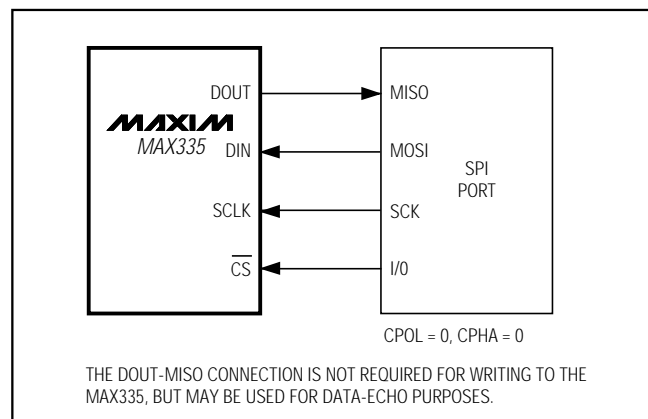 DOUT
MISO
MAXIM
MAX335
DIN
MOSI
SPI
PORT
SCLK
SCK
CS
I/0
CPOL = 0, CPHA = 0
THE DOUT-MISO CONNECTION IS NOT REQUIRED FOR WRITING TO THE
MAX335, BUT MAY BE USED FOR DATA-ECHO PURPOSES.